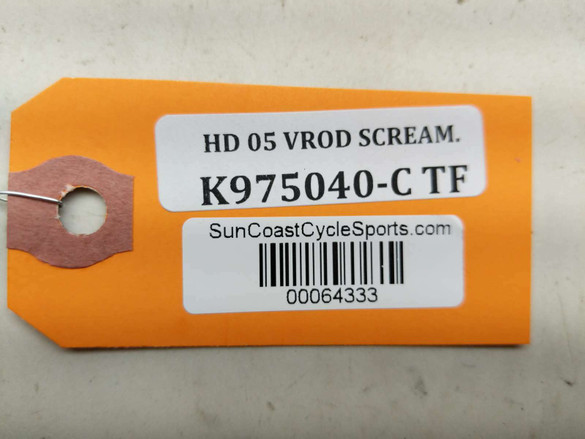 HD 05 VROD SCREAM.
K975040-C TF
SunCoastCycleSports.com
00064333